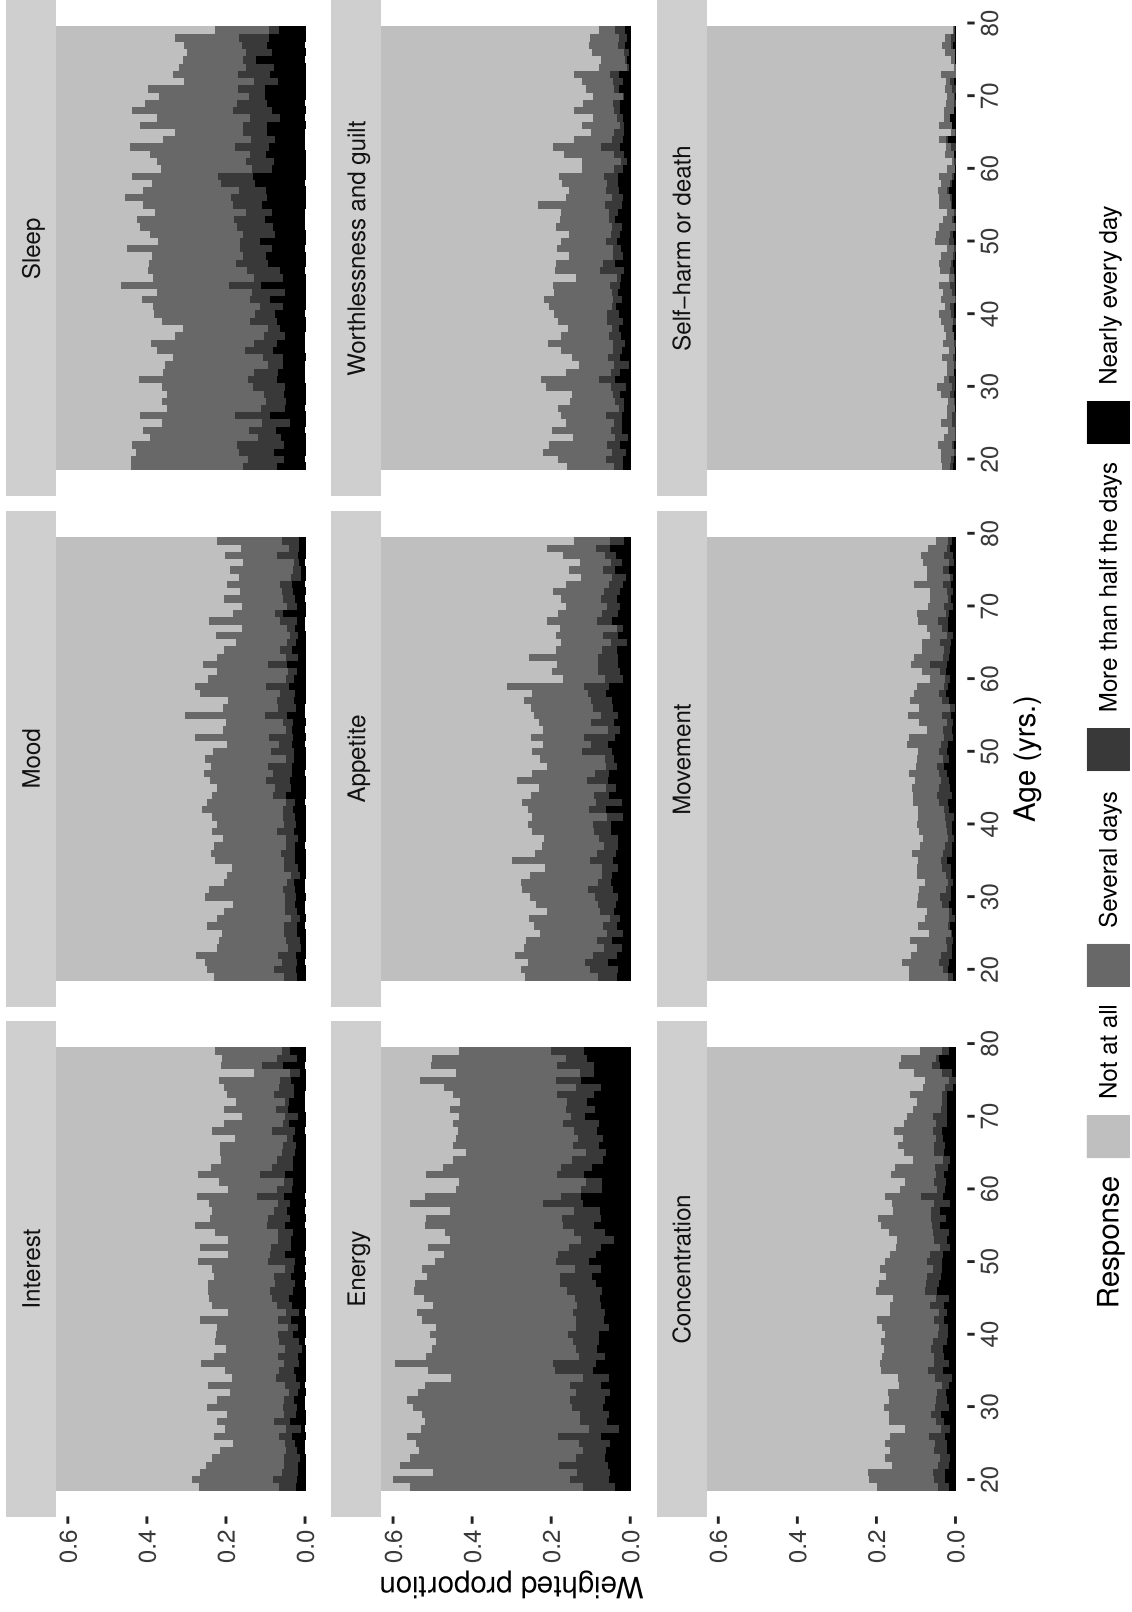 Interest
Mood
Sleep
Energy
Appetite
Worthlessness and guilt
Concentration
Movement
Self−harm or death
Weighted proportion
0.6
0.4
0.2
0.0
0.6
0.4
0.2
0.0
0.6
0.4
0.2
0.0
20 30 40 50 60 70 80
20 30 40 50 60 70 80
20 30 40 50 60 70 80
Age (yrs.)
Response Not at all Several days More than half the days Nearly every day